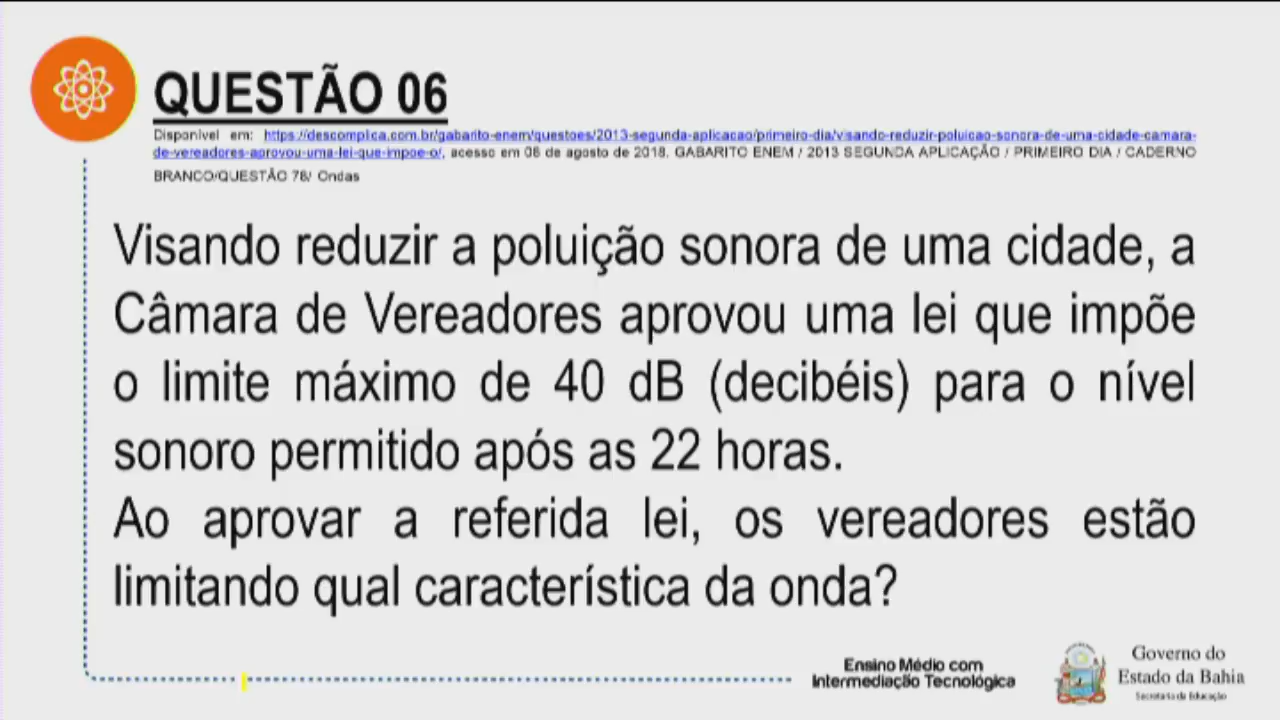 QUESTÃO 06
Disponível em: https://descomplica.com.br/gabarito-enem/questoes/2013-segunda-aplicacao/primeiro-dia/visando-reduzir-poluicao-sonora-de-uma-cidade-camara-
de-vereadores-aprovou-uma-lei-que-impoe-o/, acesso em 06 de agosto de 2018. GABARITO ENEM / 2013 SEGUNDA APLICAÇÃO / PRIMEIRO DIA / CADERNO
BRANCO/QUESTÃO 78/ Ondas
Visando reduzir a poluição sonora de uma cidade, a
Câmara de Vereadores aprovou uma lei que impõe
o limite máximo de 40 dB (decibéis) para o nível
sonoro permitido após as 22 horas.
Ao aprovar a referida lei, os vereadores estão
limitando qual característica da onda?
Ensino Médio com
Intermediação Tecnológica
Governo do
Estado da Bahia
Secretaria da Educação